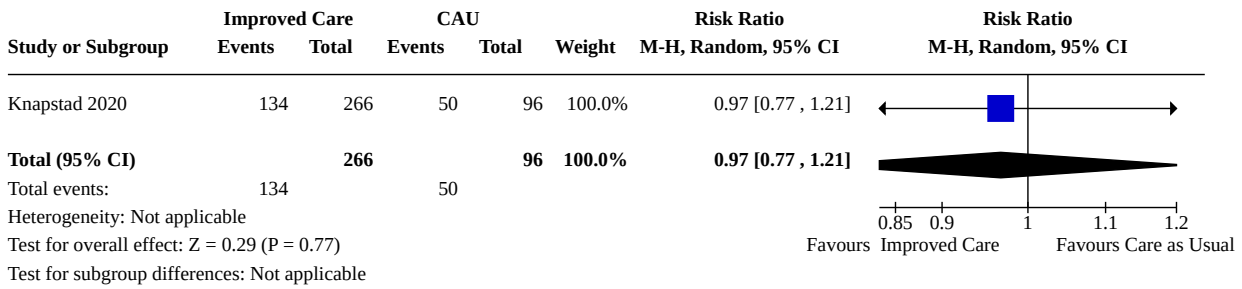 Improved Care CAU Risk Ratio Risk Ratio
Study or Subgroup Events Total Events Total Weight M-H, Random, 95% CI M-H, Random, 95% CI
Knapstad 2020 134 266 50 96 100.0% 0.97 [0.77 , 1.21]
Total (95% CI) 266 96 100.0% 0.97 [0.77 , 1.21]
Total events: 134 50
Heterogeneity: Not applicable
0.85 0.9 1 1.1 1.2
Test for overall effect: Z = 0.29 (P = 0.77)
Favours Improved Care Favours Care as Usual
Test for subgroup differences: Not applicable